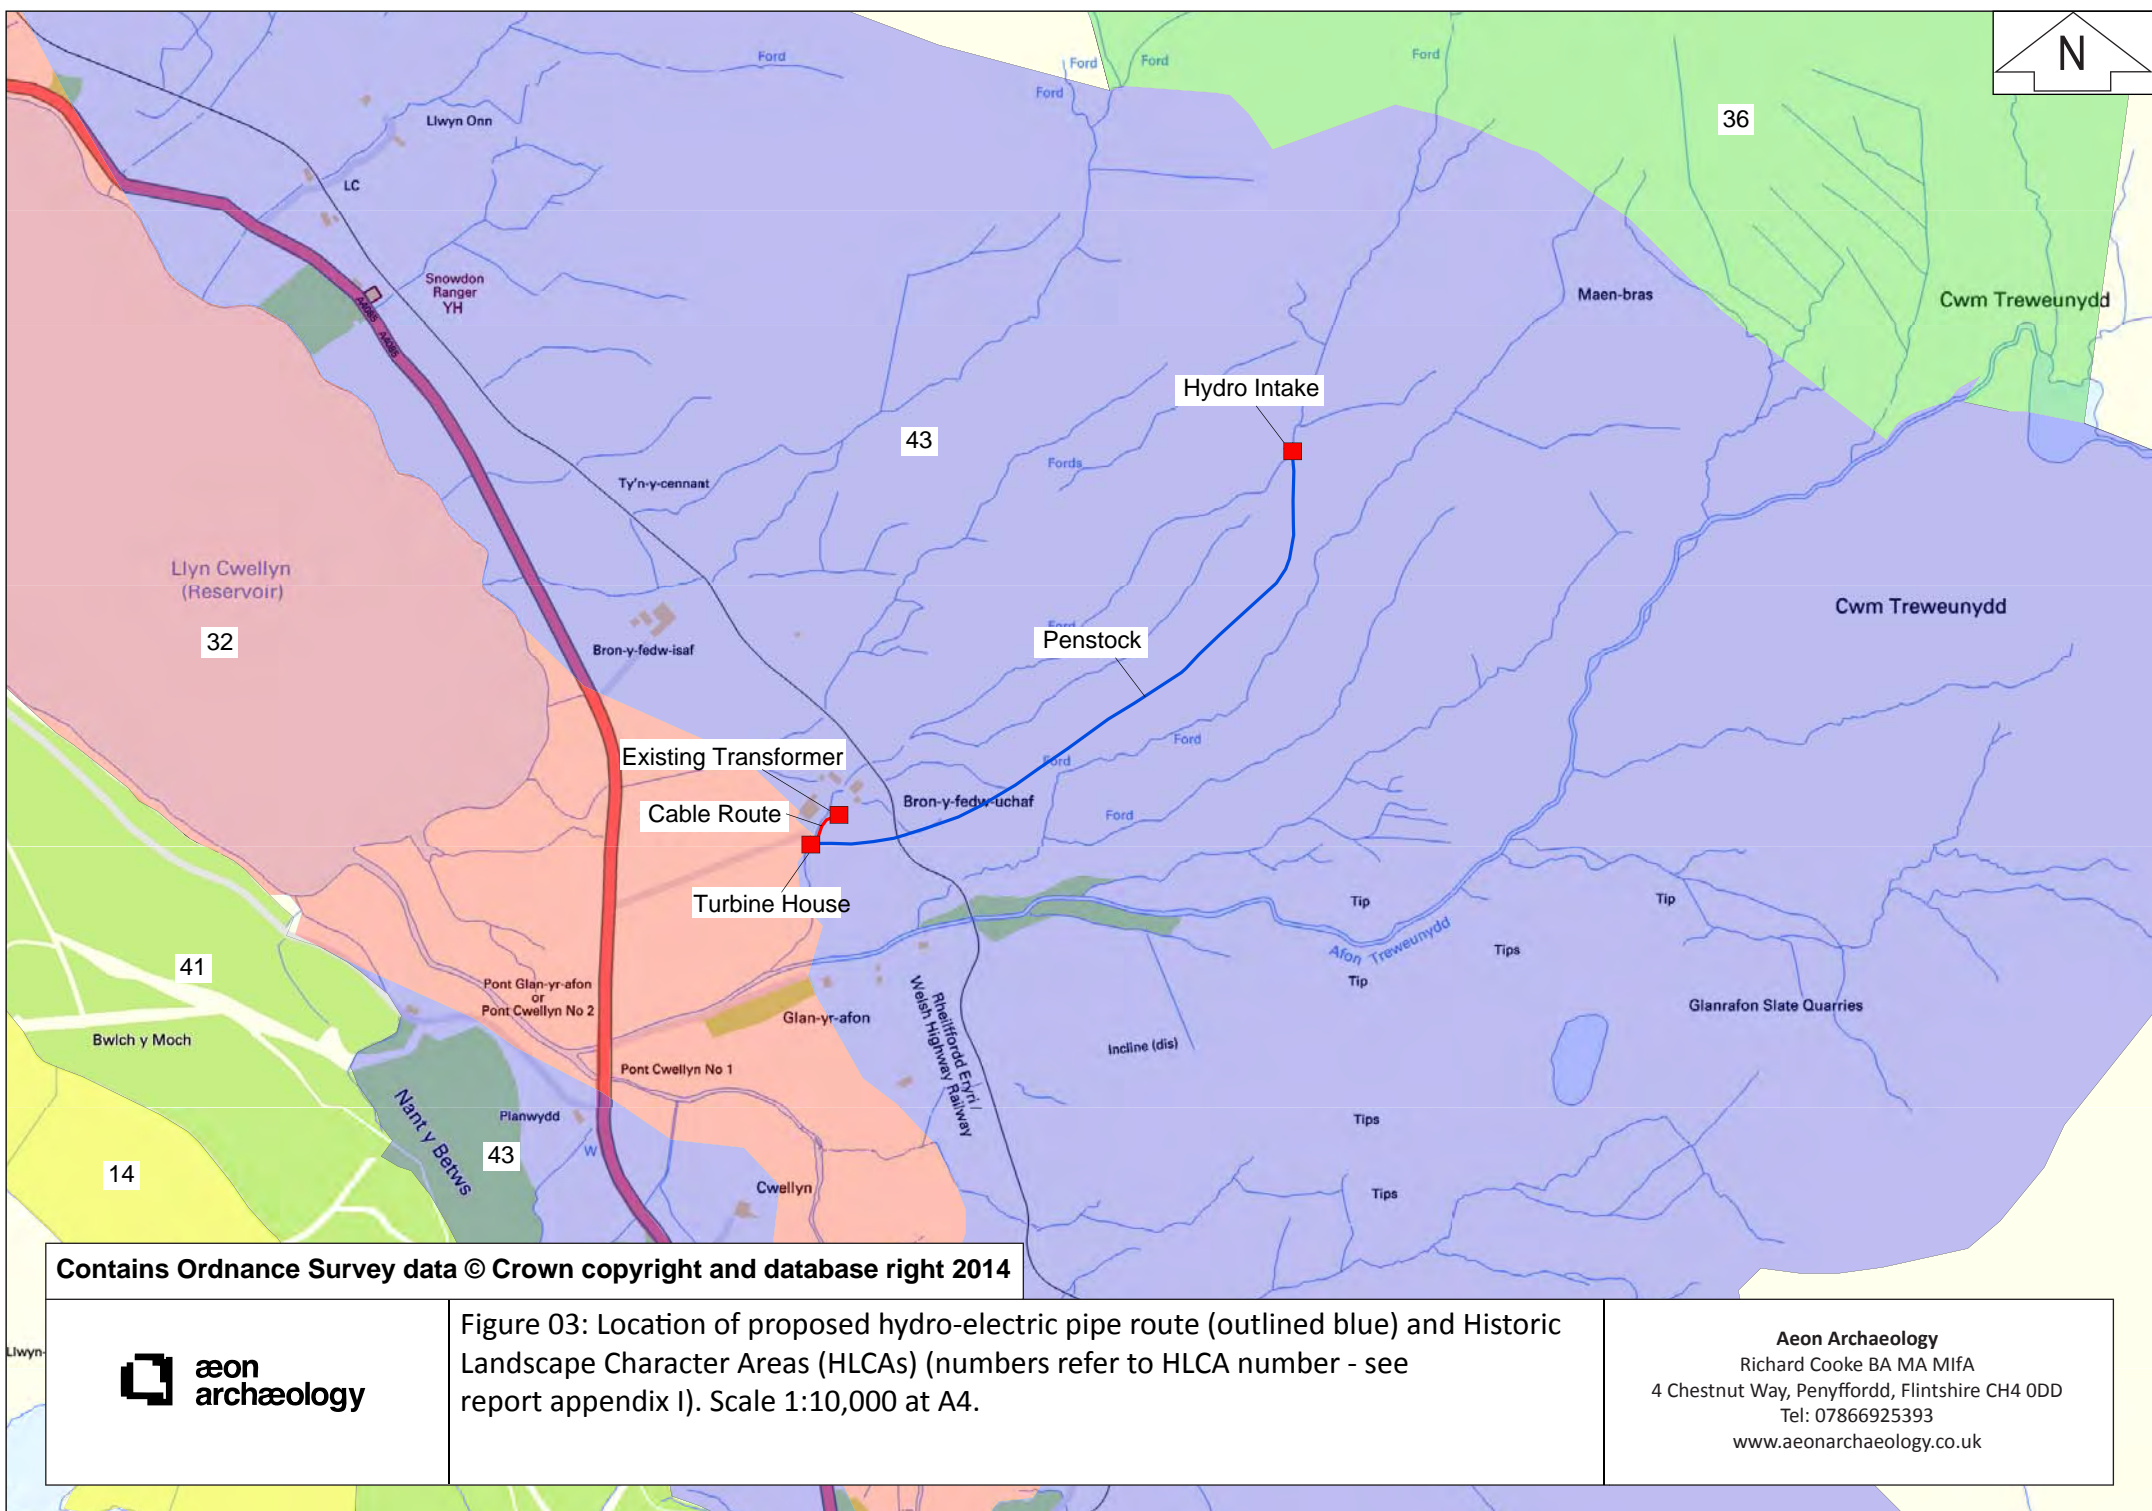 N
Ford
Ford
Ford
Ford
Ford
36
Llwyn Onn
LC
Snowdon
Ranger
YH
A4085
A4085
Maen-bras
Cwm Treweunydd
Hydro Intake
43
Fords
Ty'n-y-cennant
Llyn Cwellyn
(Reservoir)
32
Cwm Treweunydd
Ford
Ford
Penstock
Bron-y-fedw-isaf
Existing Transformer
Ford
Ford
Cable Route
Bron-y-fedw-uchaf
Ford
Turbine House
Tip
Tip
Afon Treweunydd
Tips
Tip
41
Pont Glan-yr-afon
or
Pont Cwellyn No 2
Glan-yr-afon
Rheilffordd Eryri /
Welsh Highway Railway
Glanrafon Slate Quarries
Bwlch y Moch
Incline (dis)
Pont Cwellyn No 1
Nant y Betws
Planwydd
W
43
14
Tips
Tips
Cwellyn
Contains Ordnance Survey data © Crown copyright and database right 2014
Llwyn-
æon
archæology
Figure 03: Location of proposed hydro-electric pipe route (outlined blue) and Historic
Landscape Character Areas (HLCAs) (numbers refer to HLCA number - see
report appendix I). Scale 1:10,000 at A4.
Aeon Archaeology
Richard Cooke BA MA MIfA
4 Chestnut Way, Penyffordd, Flintshire CH4 0DD
Tel: 07866925393
www.aeonarchaeology.co.uk